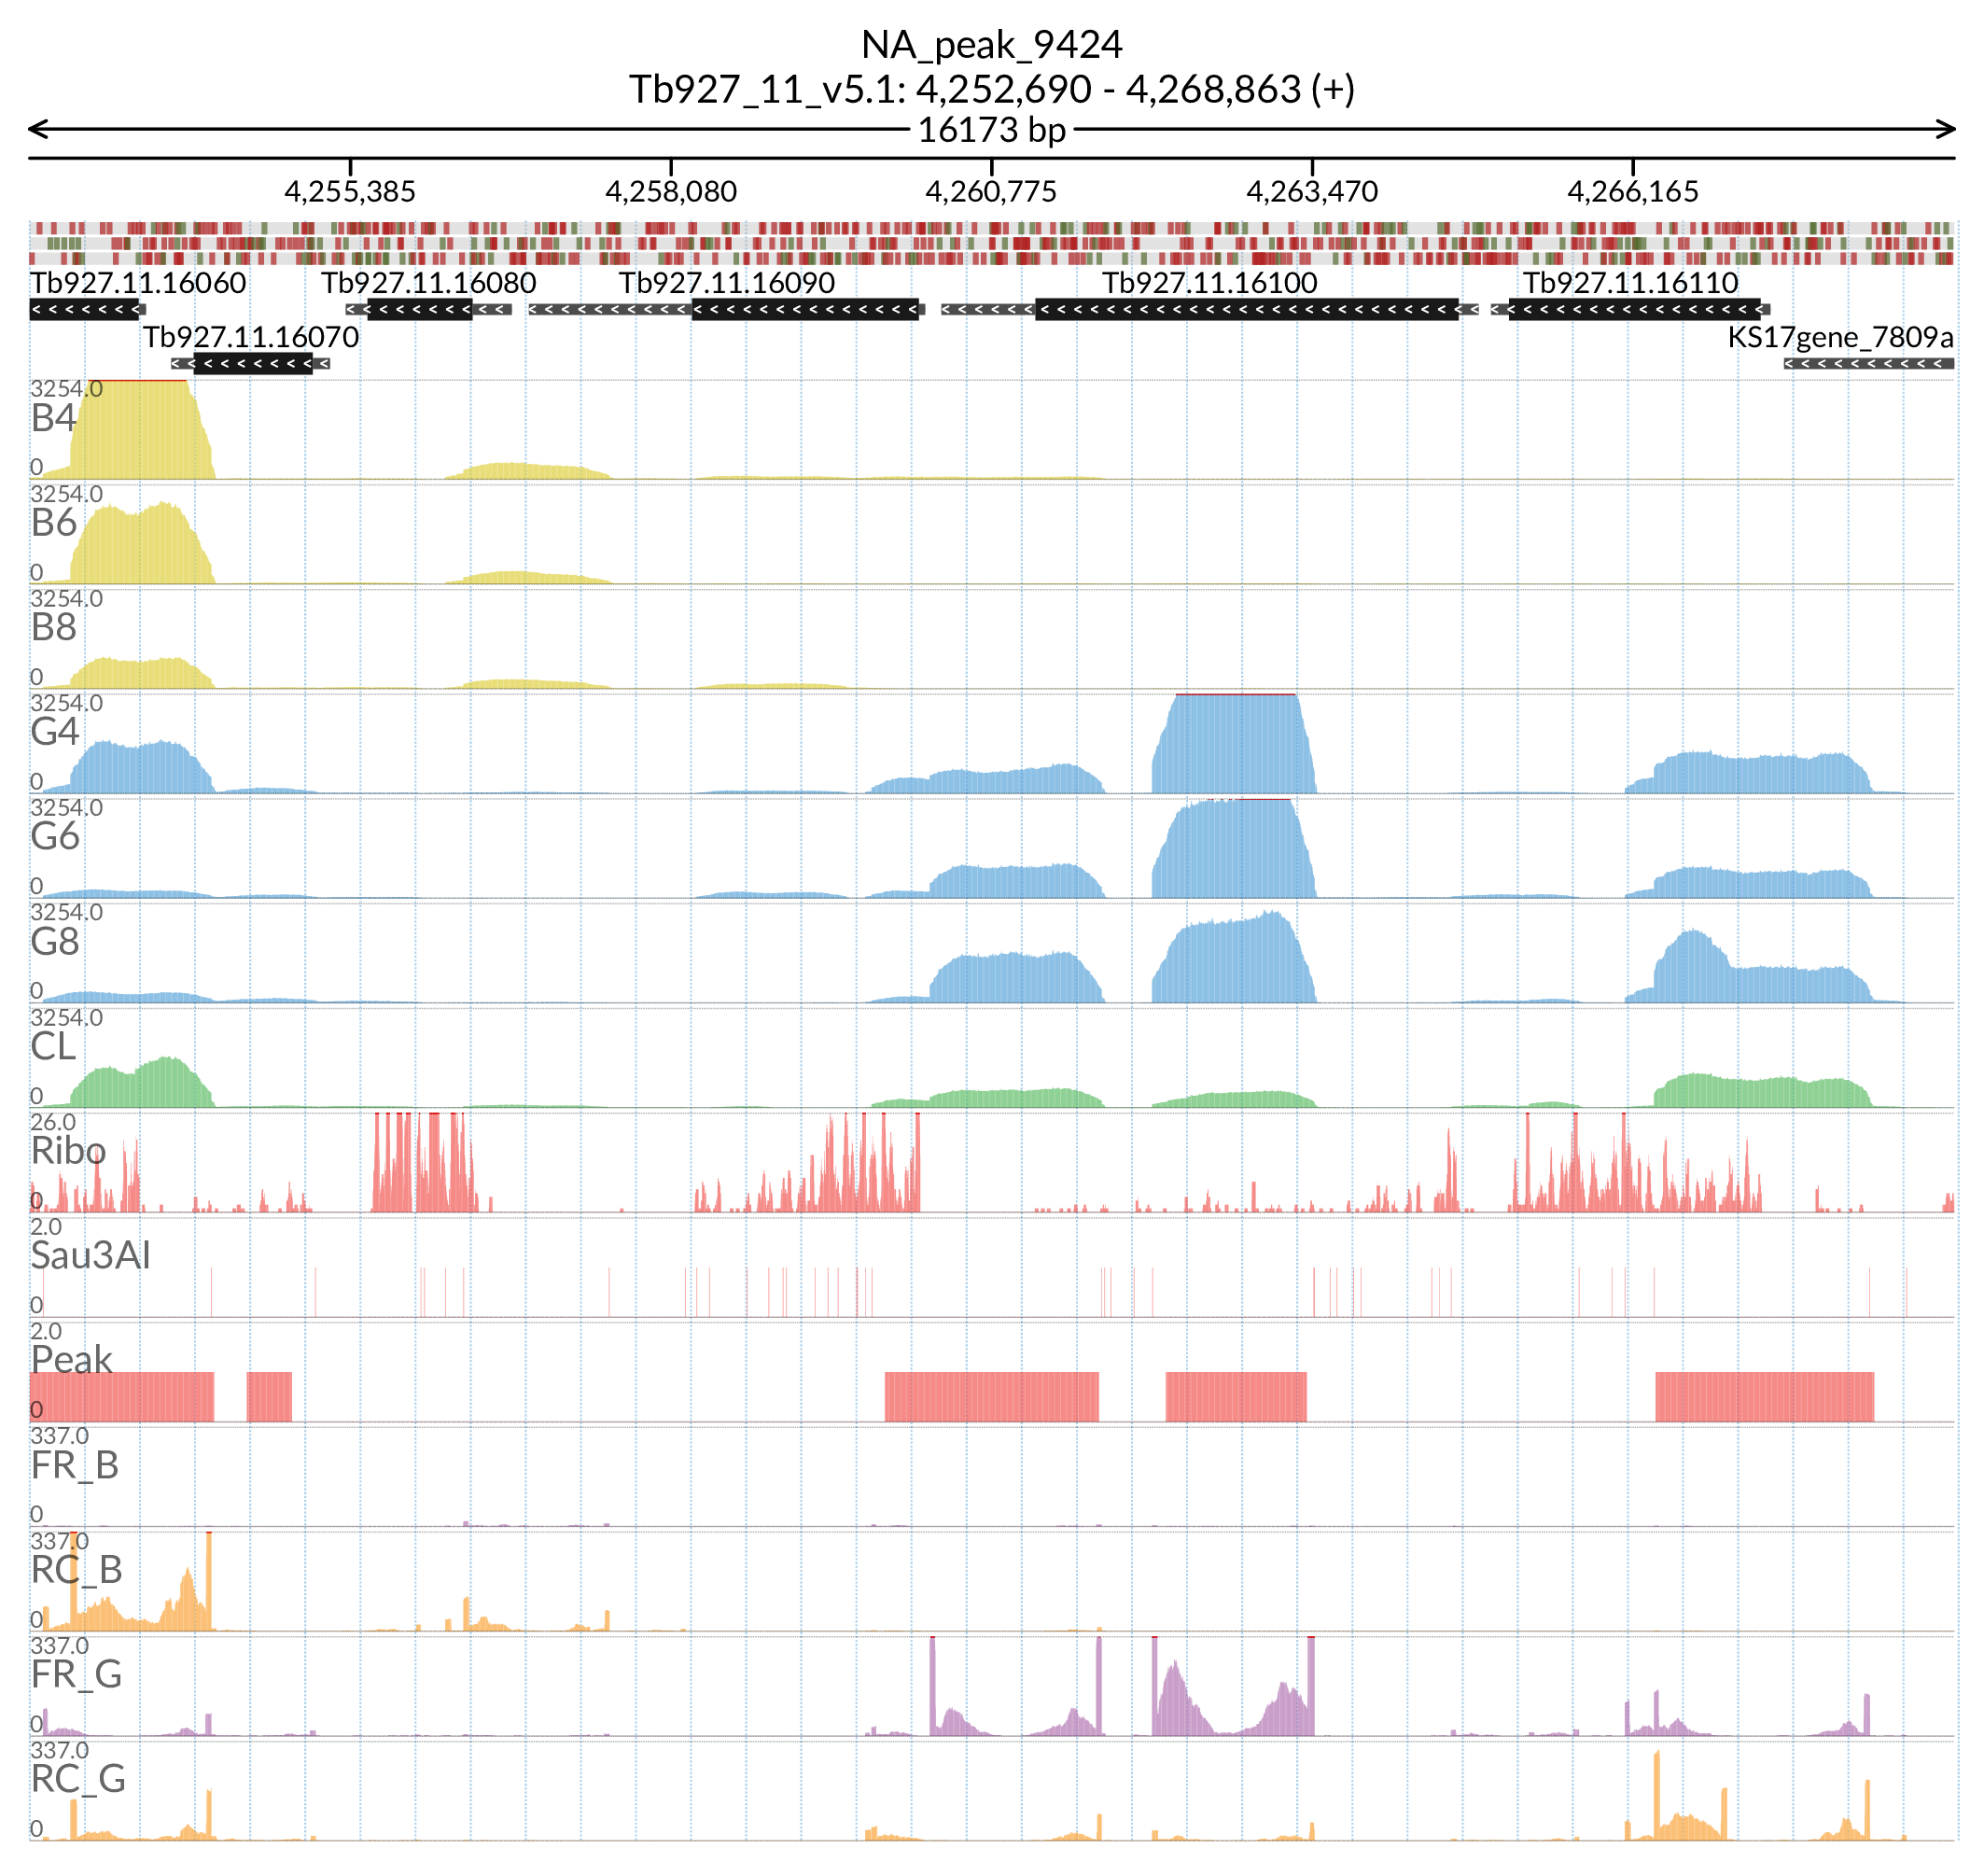 NA_peak_9424
Tb927_11_v5.1: 4,252,690 - 4,268,863 (+)
16173 bp
4,255,385 4,258,080 4,260,775 4,263,470 4,266,165
Tb927.11.16060 Tb927.11.16080 Tb927.11.16090 Tb927.11.16100 Tb927.11.16110
Tb927.11.16070 KS17gene_7809a
3254.0
B4
0
3254.0
B6
0
3254.0
B8
0
3254.0
G4
0
3254.0
G6
0
3254.0
G8
0
3254.0
CL
0
26.0
Ribo
0
2.0
Sau3AI
0
2.0
Peak
0
337.0
FR_B
0
337.0
RC_B
0
337.0
FR_G
0
337.0
RC_G
0